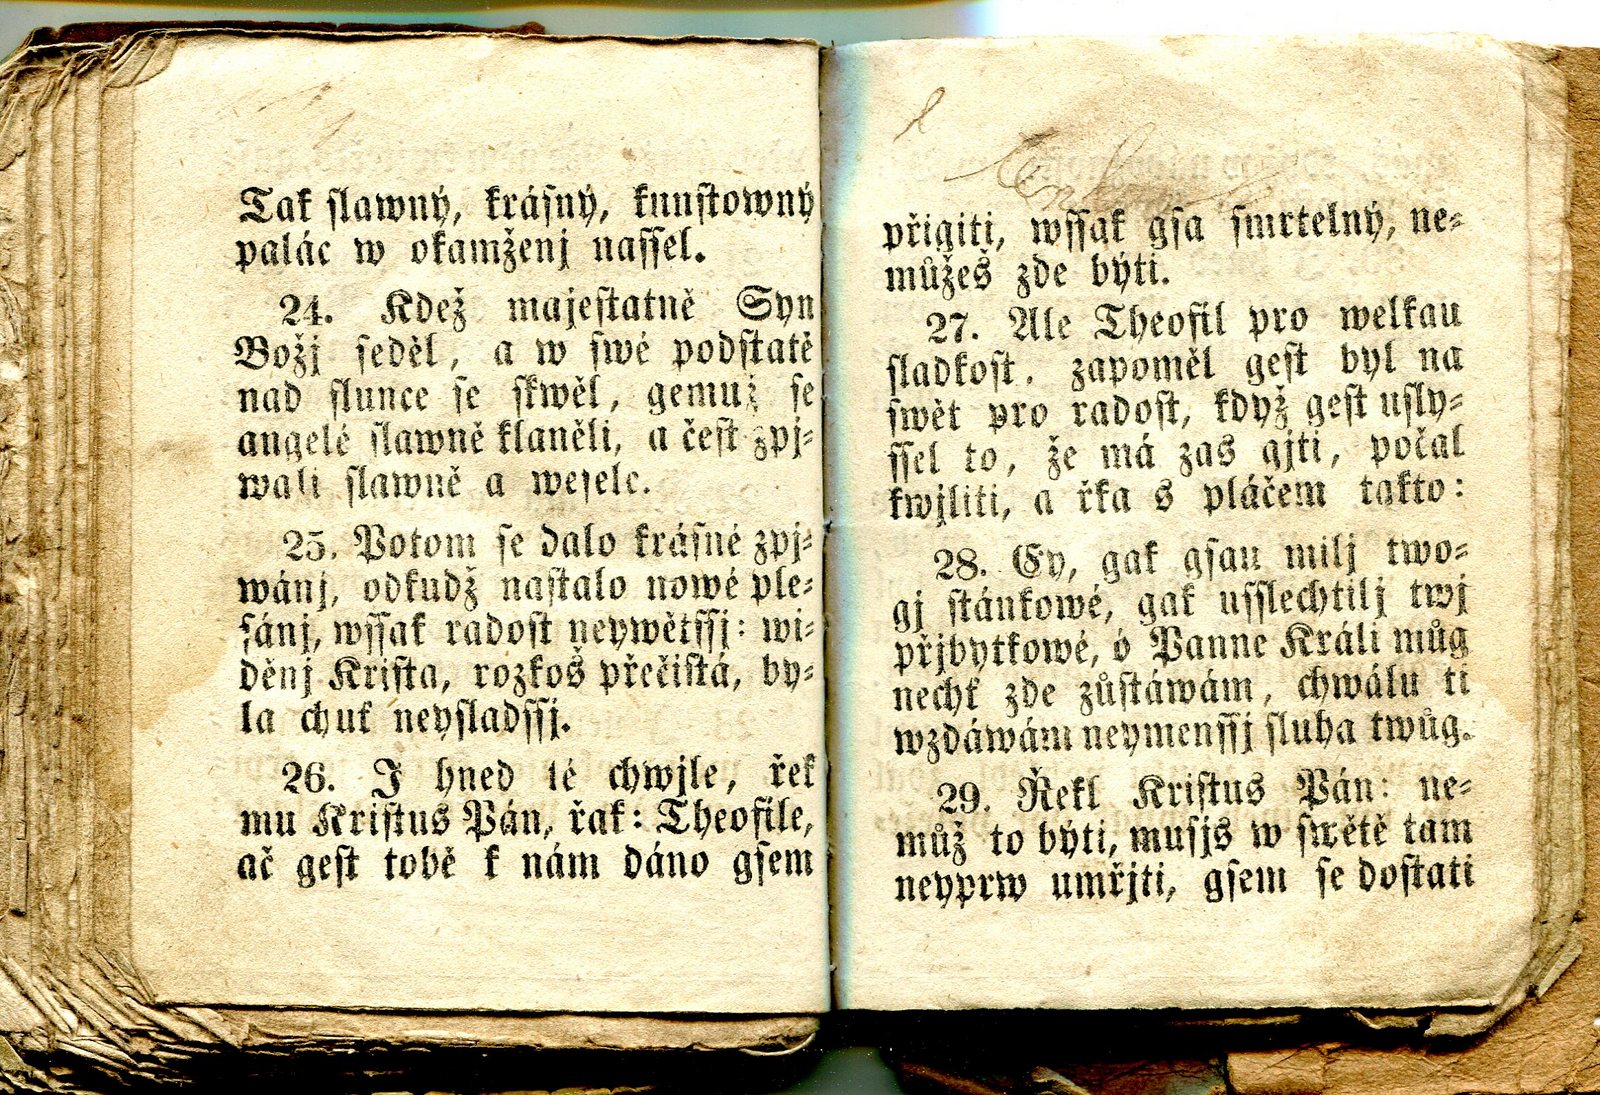 Tak slawný, krásný, kunstowný
palác w okamženj nassel.
24. Kdež majestatně Syn
Božj seděl, a w swé podstatě
nad slunce se skwěl, gemuž se
angelé slawně klaněli, a čest zpj-
wali slawně a wesele.
25. Potom se dalo krásné zpj-
wánj, odkudž nastalo nowé ple-
sánj, wssak radost neywětssj: wi-
děnj Krista, rozkoš přečistá, by-
la chuk neysladssj.
26. J hned té chwjle, řek
mu Kristus Pán, řak: Theofile,
ač gest tobě k nám dáno gsem
přigiti, wssak gsa smrtelný, ne-
můžeš zde býti.
27. Ale Theofil pro welkau
sladkost, zapoměl gest byl na
swět pro radost, když gest usly-
ssel to, že má zas gjti, počal
kwjliti, a řka s pláčem takto:
28. Ey, gak gsau milj two-
gj stánkowé, gak ussslechtilj twj
přjbytkowé, ó Panne Králi můg
nechk zde zůstáwám, chwálu ti
wzdáwám neymenssj sluha twůg.
29. Řekl Kristus Pán: ne-
můž to býti, musjs w swětě tam
neyprw umřjti, gsem se dostati